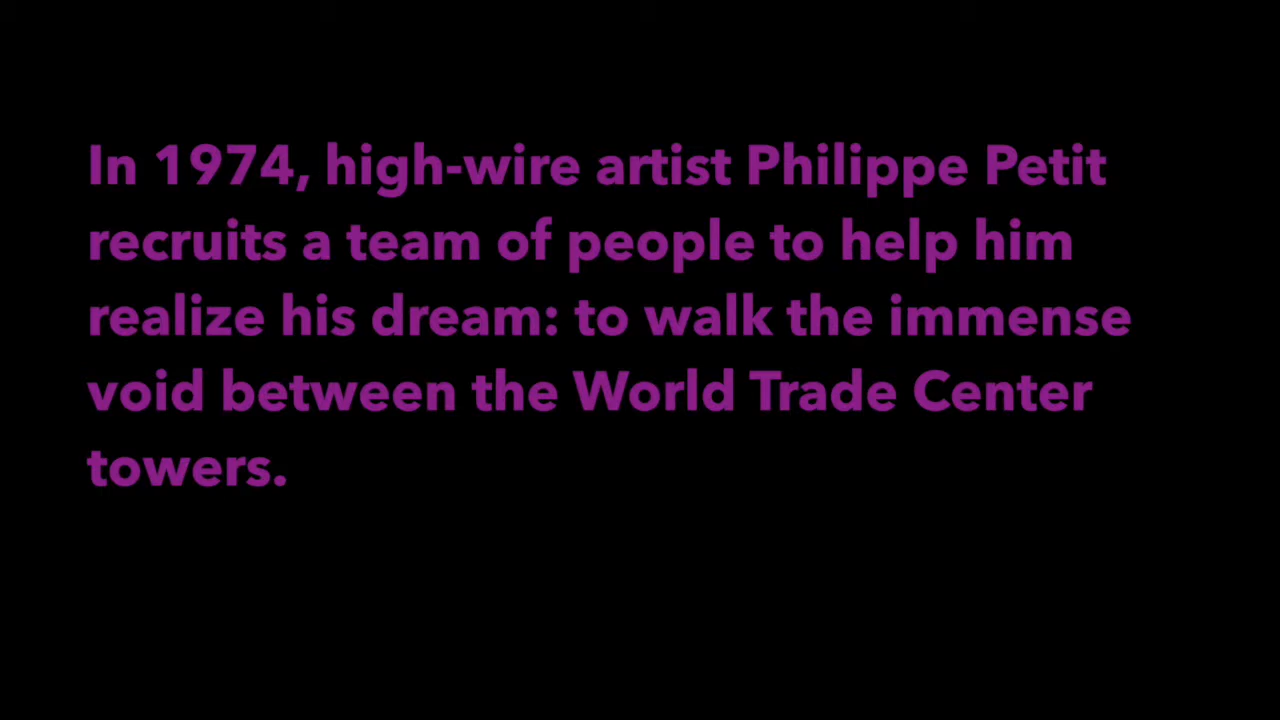 In 1974, high-wire artist Philippe Petit
recruits a team of people to help him
realize his dream: to walk the immense
void between the World Trade Center
towers.